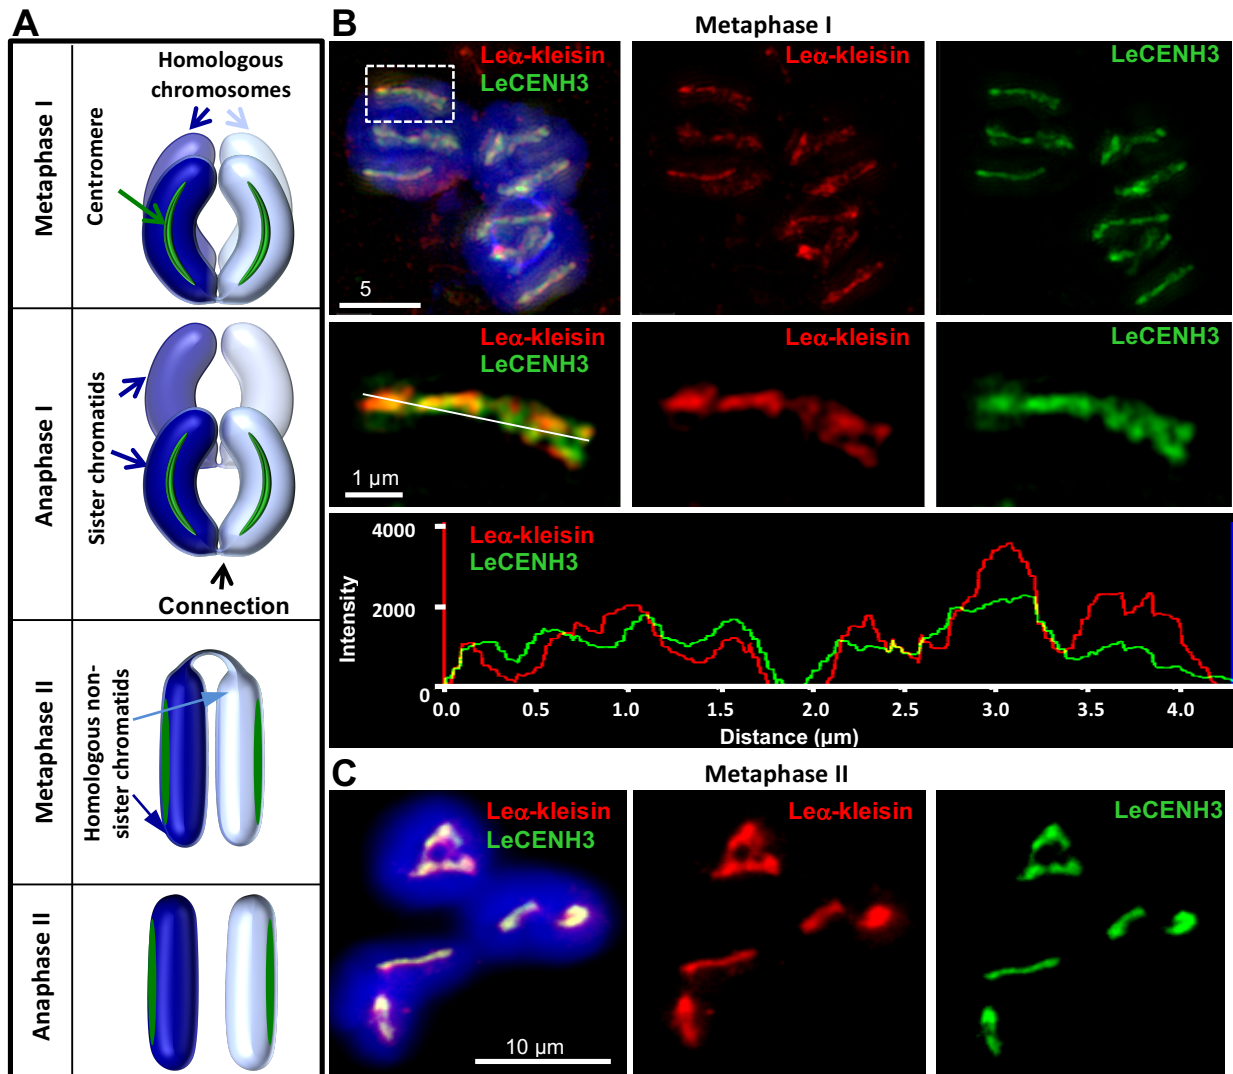 A
Metaphase I
Homologous
chromosomes
Centromere
Anaphase I
Sister chromatids
Connection
Metaphase II
Homologous non-
sister chromatids
Anaphase II
B
Metaphase I
Leα-kleisin
LeCENH3
5
Leα-kleisin
LeCENH3
Leα-kleisin
LeCENH3
1 µm
Leα-kleisin
LeCENH3
Leα-kleisin
LeCENH3
Intensity
4000
2000
0
0.0 0.5 1.0 1.5 2.0 2.5 3.0 3.5 4.0
Distance (µm)
C
Metaphase II
Leα-kleisin
LeCENH3
10 µm
Leα-kleisin
LeCENH3